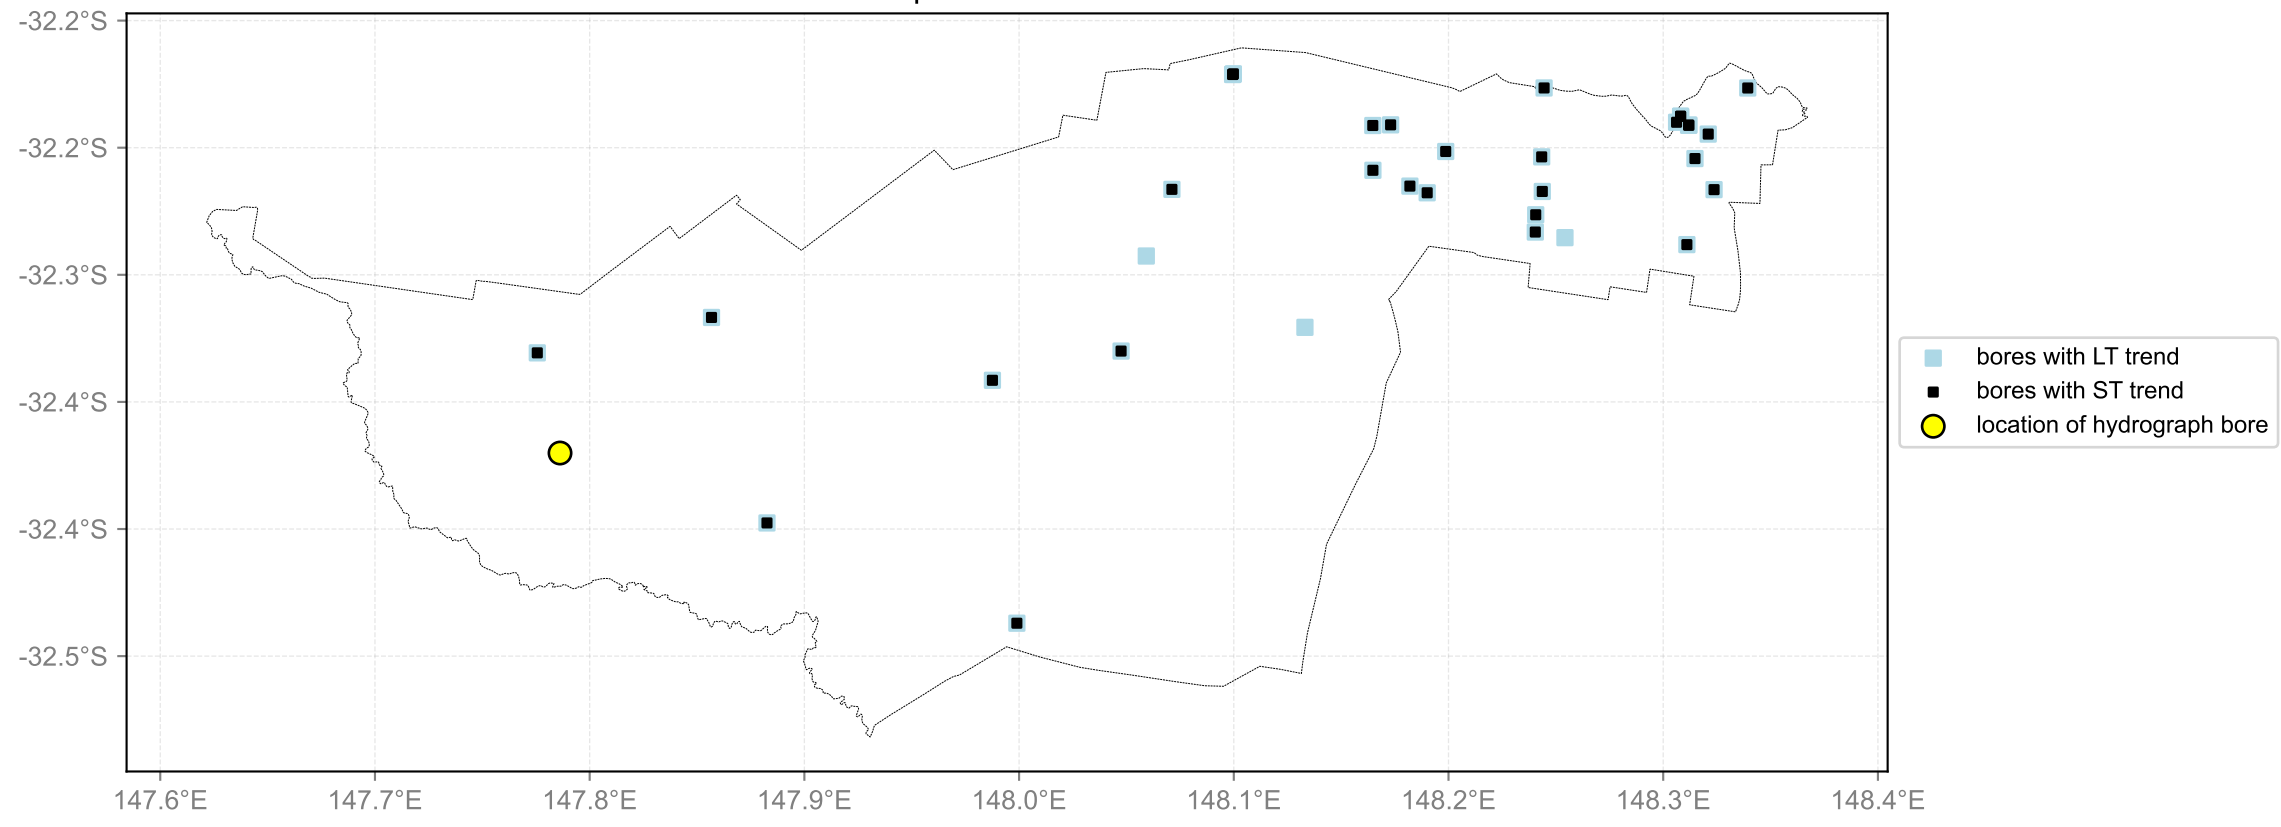 -32.2°S
-32.2°S
-32.3°S
-32.4°S
-32.4°S
-32.5°S
147.6°E 147.7°E 147.8°E 147.9°E 148.0°E 148.1°E 148.2°E 148.3°E 148.4°E
bores with LT trend
bores with ST trend
location of hydrograph bore